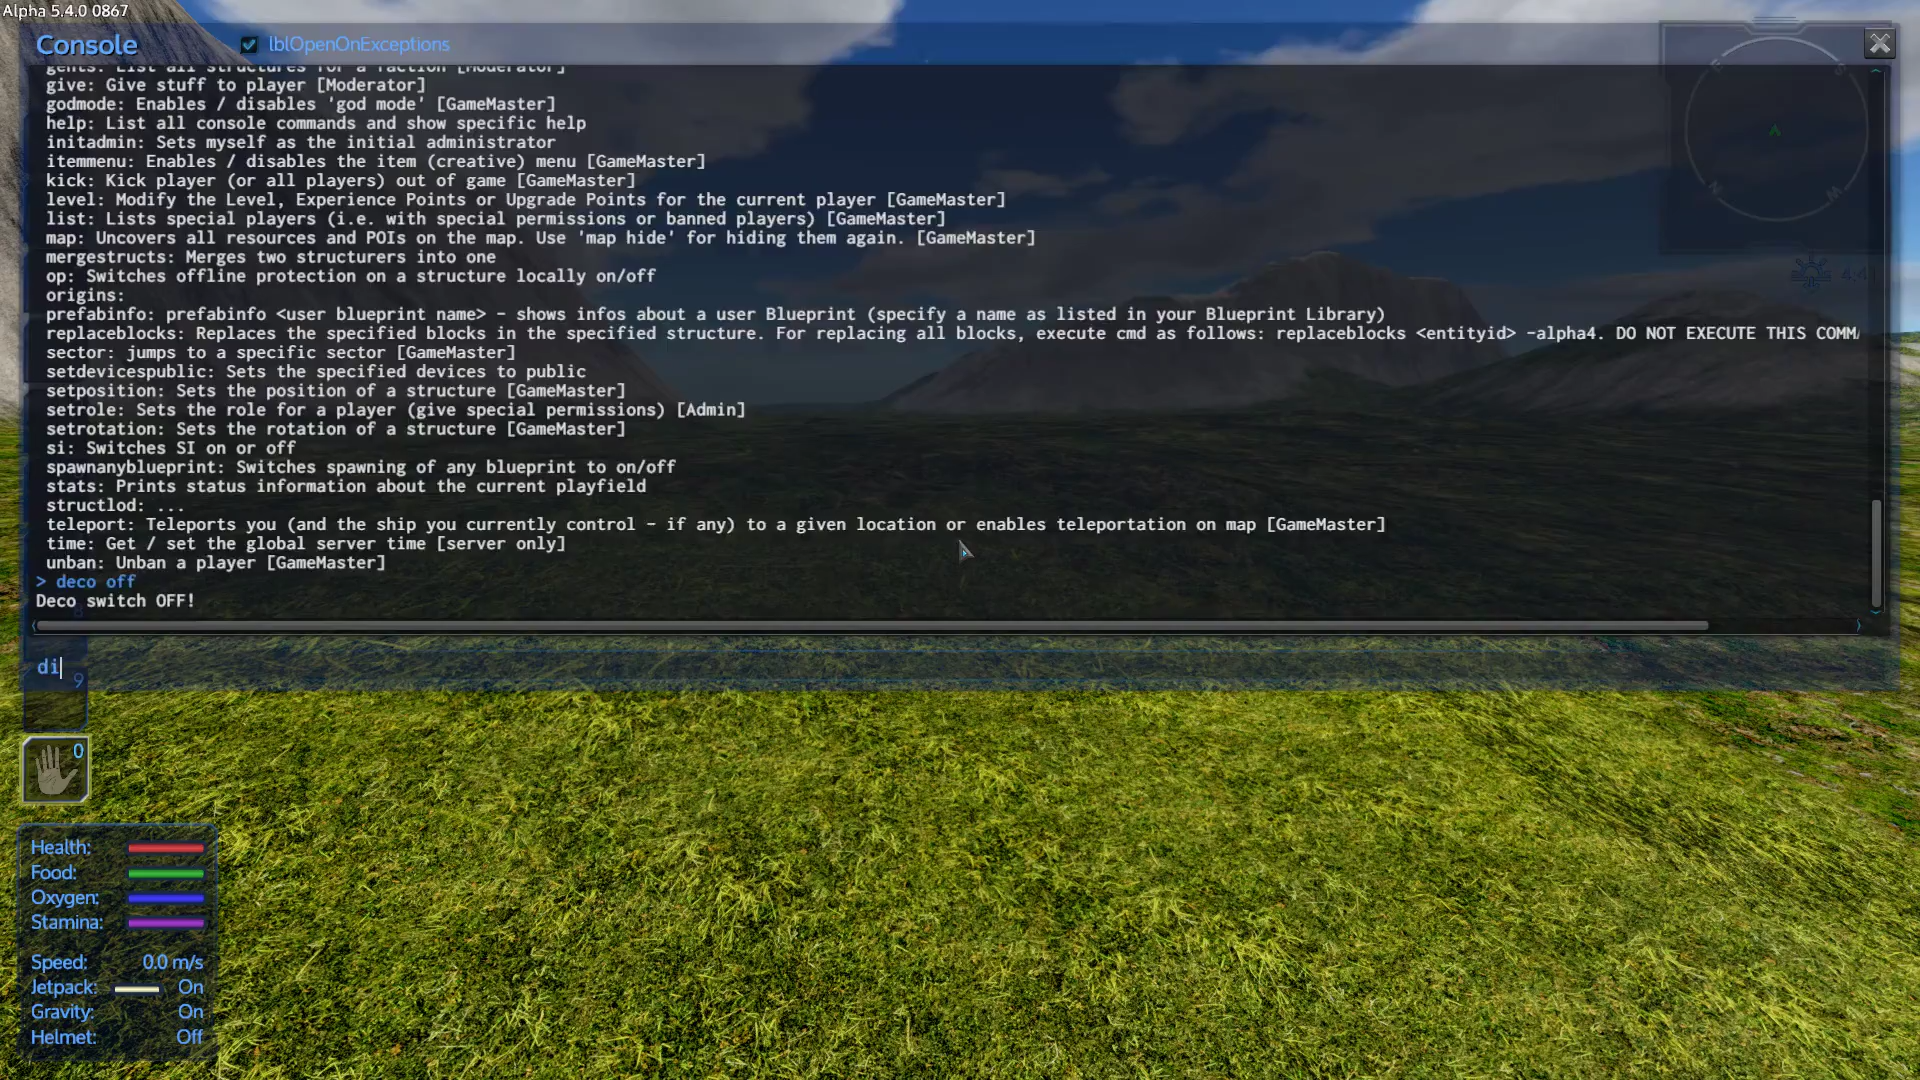 Alpha 5.4.0 0867
Console
lblOpenOnExceptions
gents: List all structures for a faction [Moderator]
give: Give stuff to player [Moderator]
godmode: Enables / disables 'god mode' [GameMaster]
help: List all console commands and show specific help
initadmin: Sets myself as the initial administrator
itemmenu: Enables / disables the item (creative) menu [GameMaster]
kick: Kick player (or all players) out of game [GameMaster]
level: Modify the Level, Experience Points or Upgrade Points for the current player [GameMaster]
list: Lists special players (i.e. with special permissions or banned players) [GameMaster]
map: Uncovers all resources and POIs on the map. Use 'map hide' for hiding them again. [GameMaster]
mergestructs: Merges two structurers into one
op: Switches offline protection on a structure locally on/off
origins:
prefabinfo: prefabinfo <user blueprint name> - shows infos about a user Blueprint (specify a name as listed in your Blueprint Library)
replaceblocks: Replaces the specified blocks in the specified structure. For replacing all blocks, execute cmd as follows: replaceblocks <entityid> -alpha4. DO NOT EXECUTE THIS COMM
sector: jumps to a specific sector [GameMaster]
setdevicespublic: Sets the specified devices to public
setposition: Sets the position of a structure [GameMaster]
setrole: Sets the role for a player (give special permissions) [Admin]
setrotation: Sets the rotation of a structure [GameMaster]
si: Switches SI on or off
spawnanyblueprint: Switches spawning of any blueprint to on/off
stats: Prints status information about the current playfield
structlod: ...
teleport: Teleports you (and the ship you currently control - if any) to a given location or enables teleportation on map [GameMaster]
time: Get / set the global server time [server only]
unban: Unban a player [GameMaster]
> deco off
Deco switch OFF!
di
9
0
Health:
Food:
Oxygen:
Stamina:
Speed: 0.0 m/s
Jetpack: On
Gravity: On
Helmet: Off